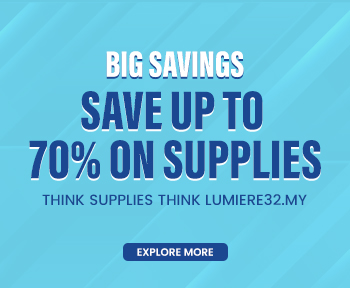 BIG SAVINGS
SAVE UP TO
70% ON SUPPLIES
THINK SUPPLIES THINK LUMIERE32.MY
EXPLORE MORE